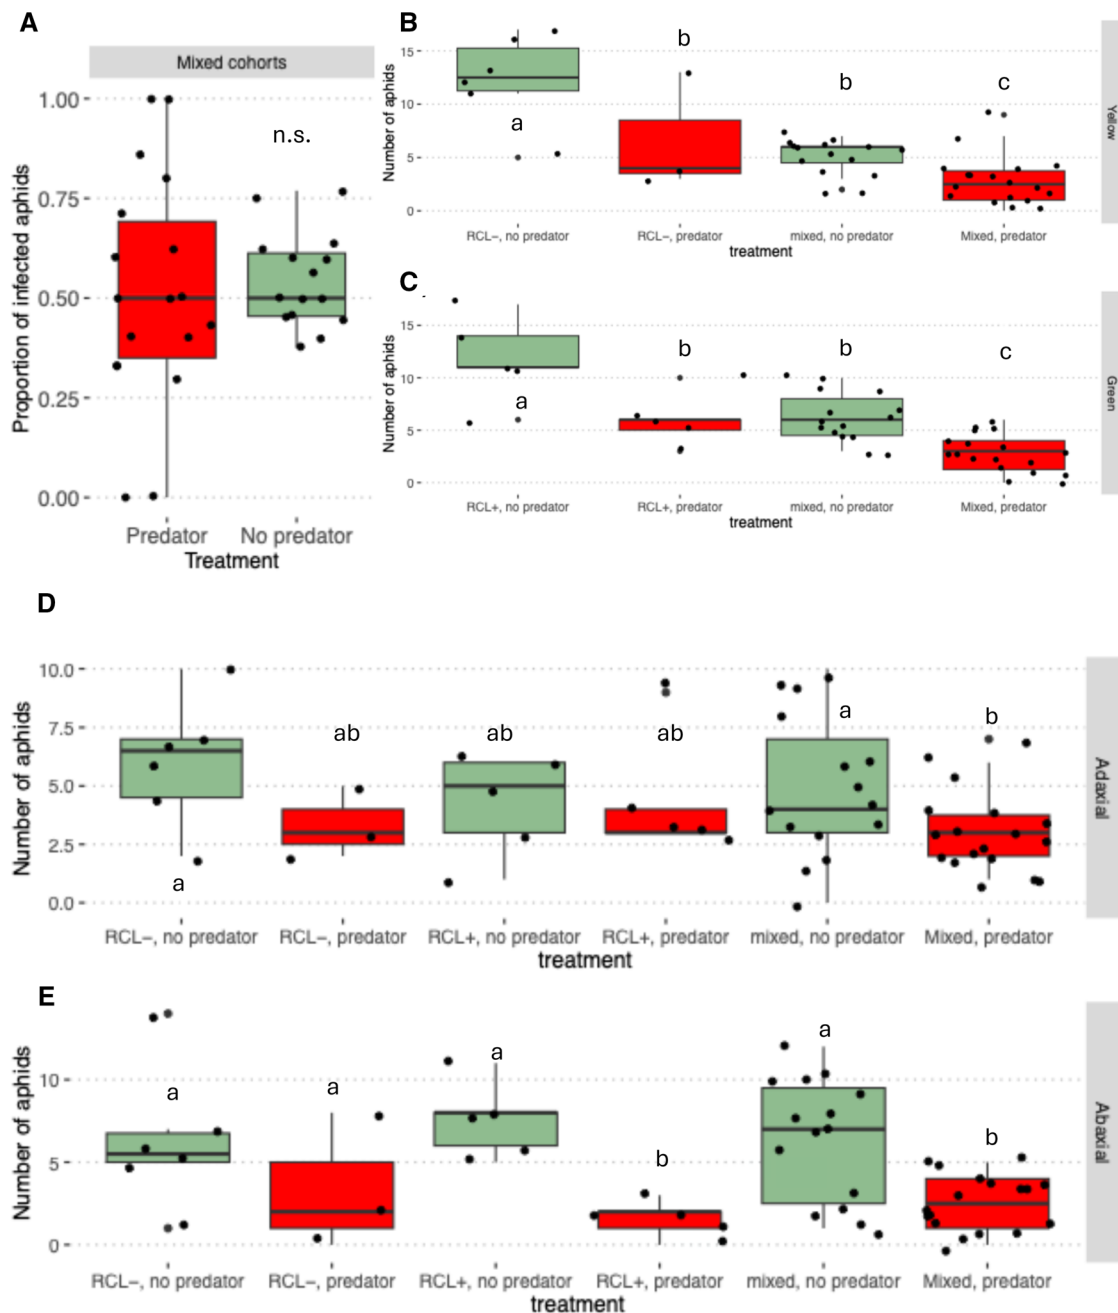 A
Mixed cohorts
Proportion of infected aphids
1.00
0.75
0.50
0.25
0.00
n.s.
Predator
No predator
Treatment
B
Number of aphids
15
10
5
0
a
b
b
c
RCL–, no predator
RCL–, predator
mixed, no predator
Mixed, predator
treatment
Yellow
C
Number of aphids
15
10
5
0
a
b
b
c
RCL+, no predator
RCL+, predator
mixed, no predator
Mixed, predator
treatment
Green
D
Number of aphids
10.0
7.5
5.0
2.5
0.0
a
ab
ab
ab
a
b
RCL–, no predator
RCL–, predator
RCL+, no predator
RCL+, predator
mixed, no predator
Mixed, predator
treatment
Adaxial
E
Number of aphids
10
5
0
a
a
a
b
a
b
RCL–, no predator
RCL–, predator
RCL+, no predator
RCL+, predator
mixed, no predator
Mixed, predator
treatment
Abaxial